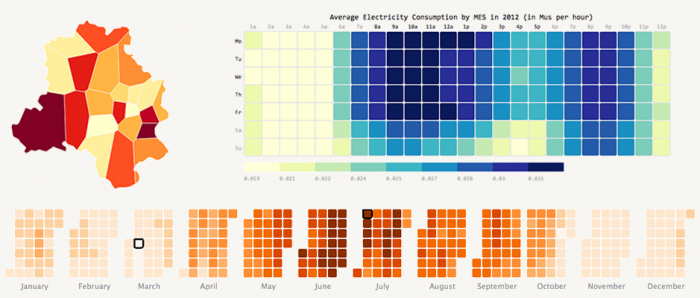 Average Electricity Consumption by MES in 2012 (in Mus per hour)
1a 2a 3a 4a 5a 6a 7a 8a 9a 10a 11a 12a 1p 2p 3p 4p 5p 6p 7p 8p 9p 10p 11p 12p
Mo
Tu
We
Th
Fr
Sa
Su
0.019 0.021 0.022 0.024 0.025 0.027 0.028 0.03 0.031
January February March April May June July August September October November December